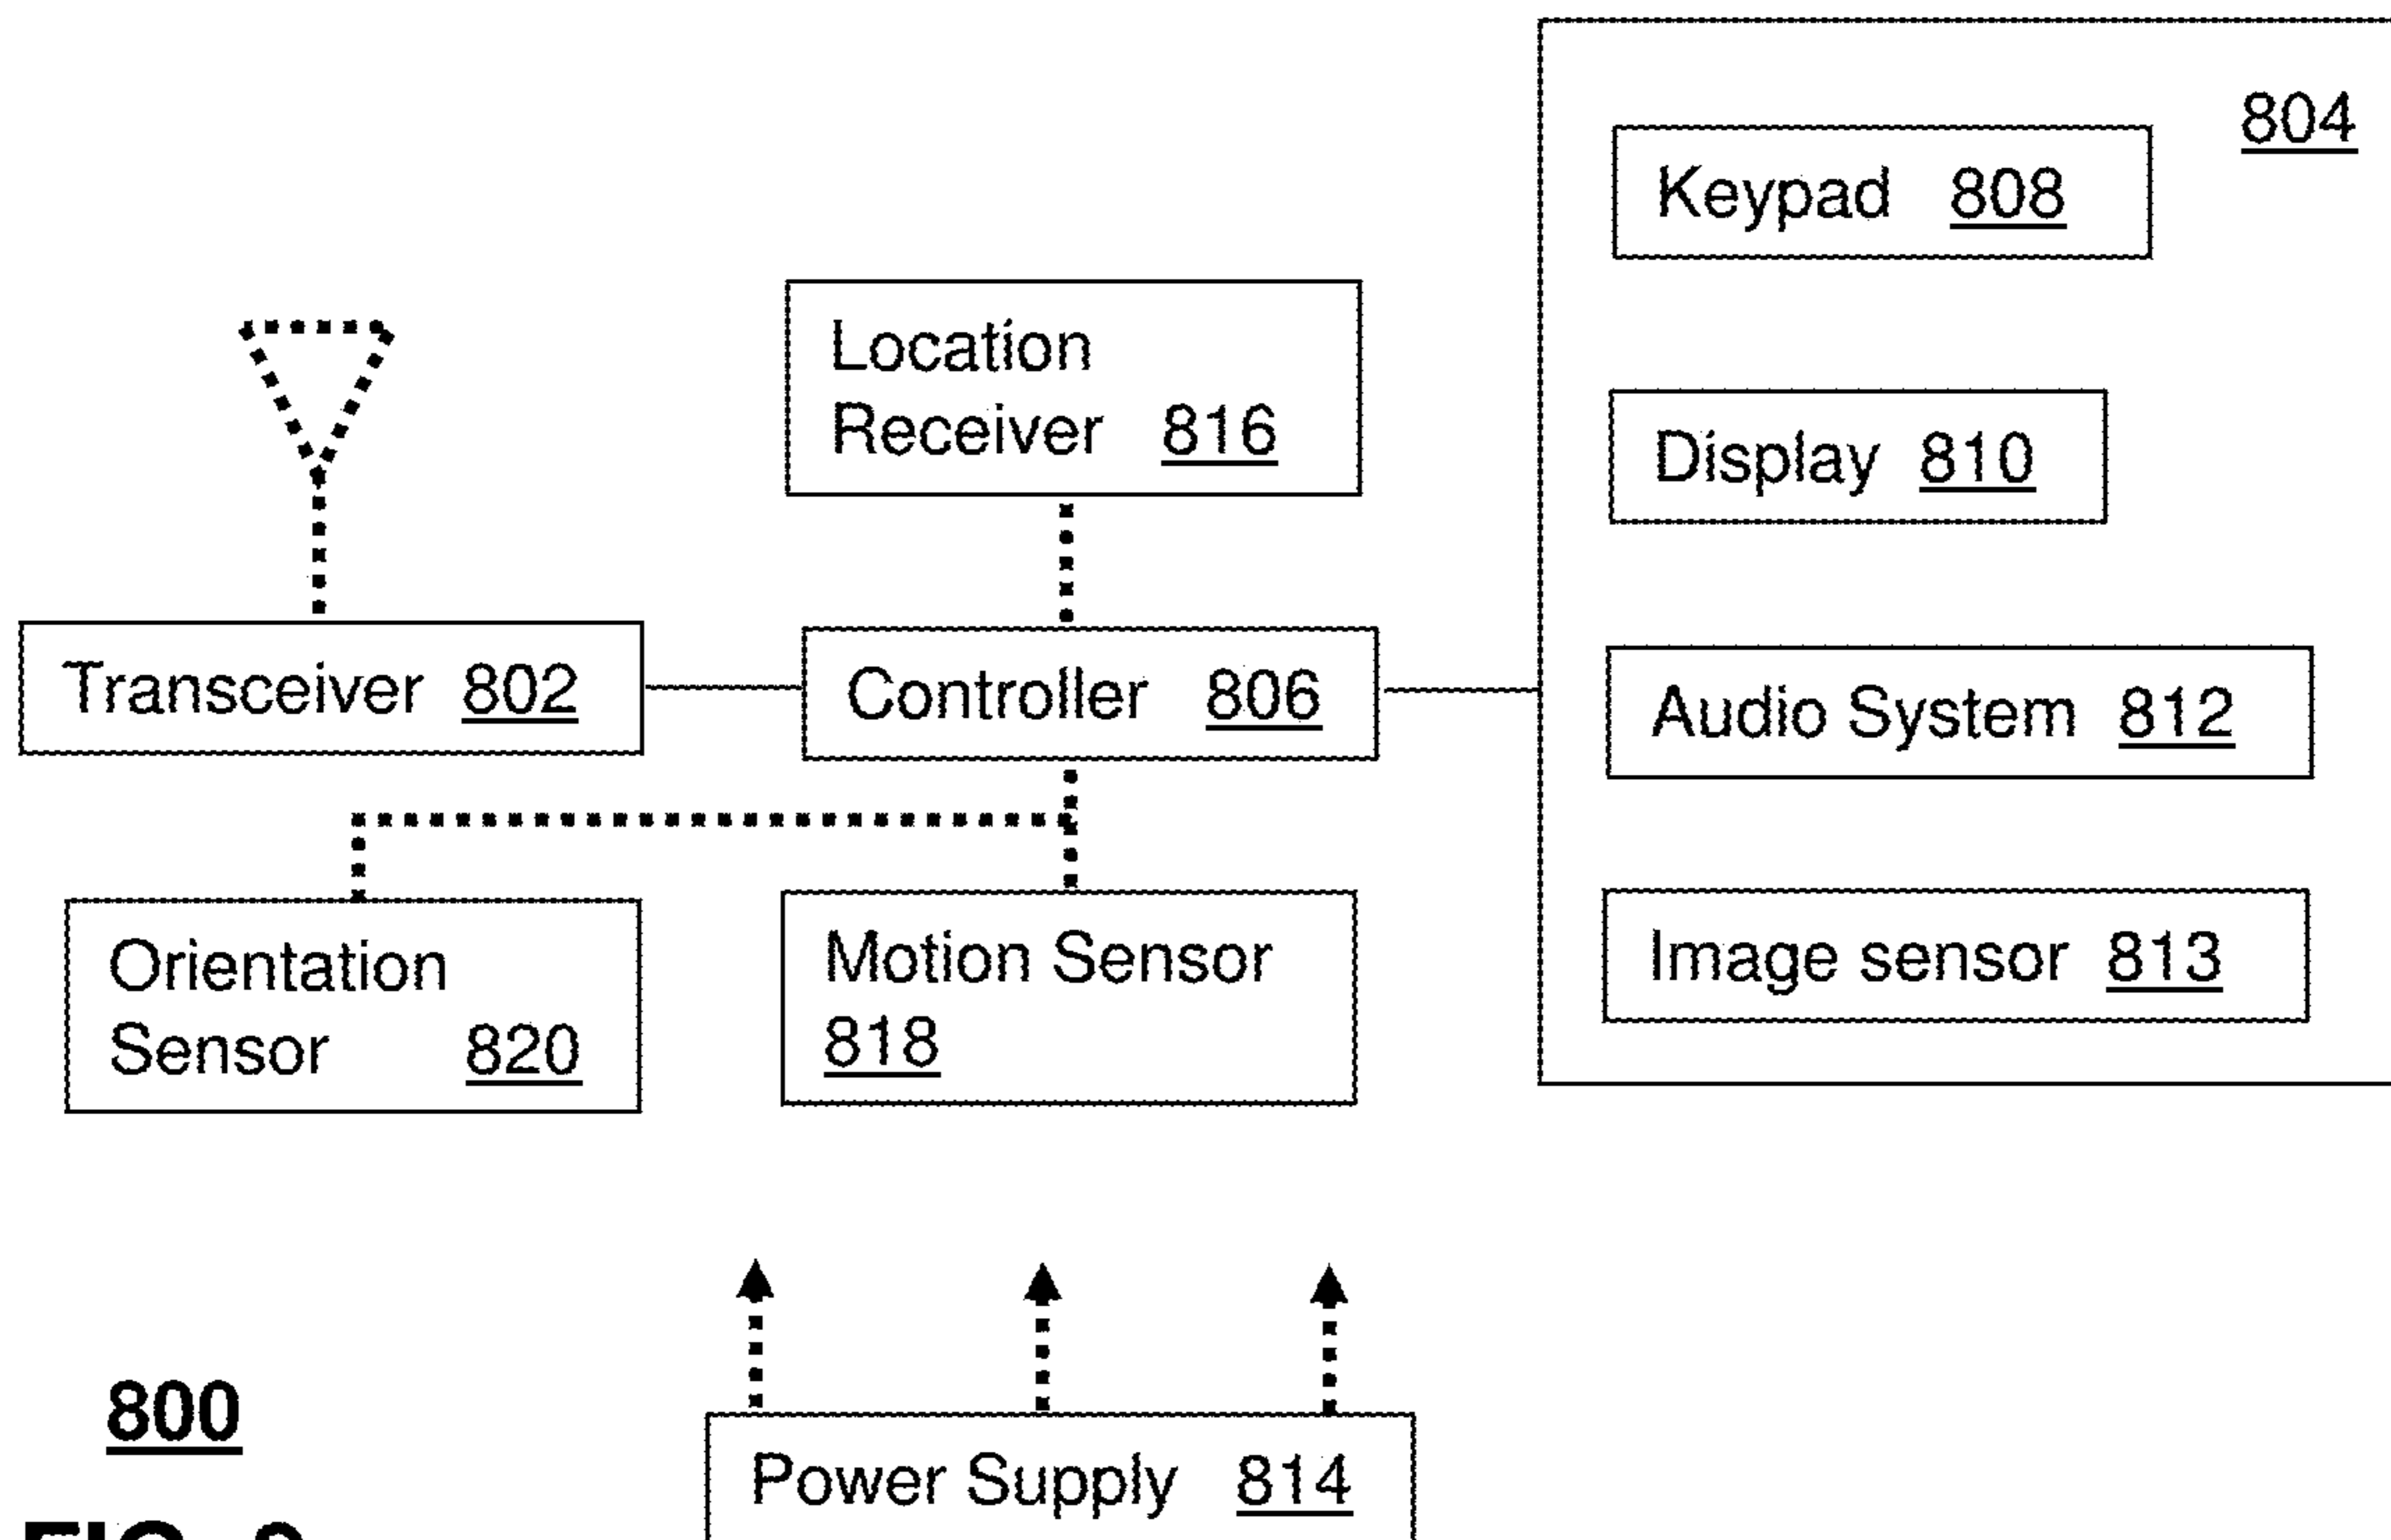 804
Keypad 808
Location
Receiver 816
Display 810
Transceiver 802
Controller 806
Audio System 812
Orientation
Sensor 820
Motion Sensor
818
Image sensor 813
800
Power Supply 814